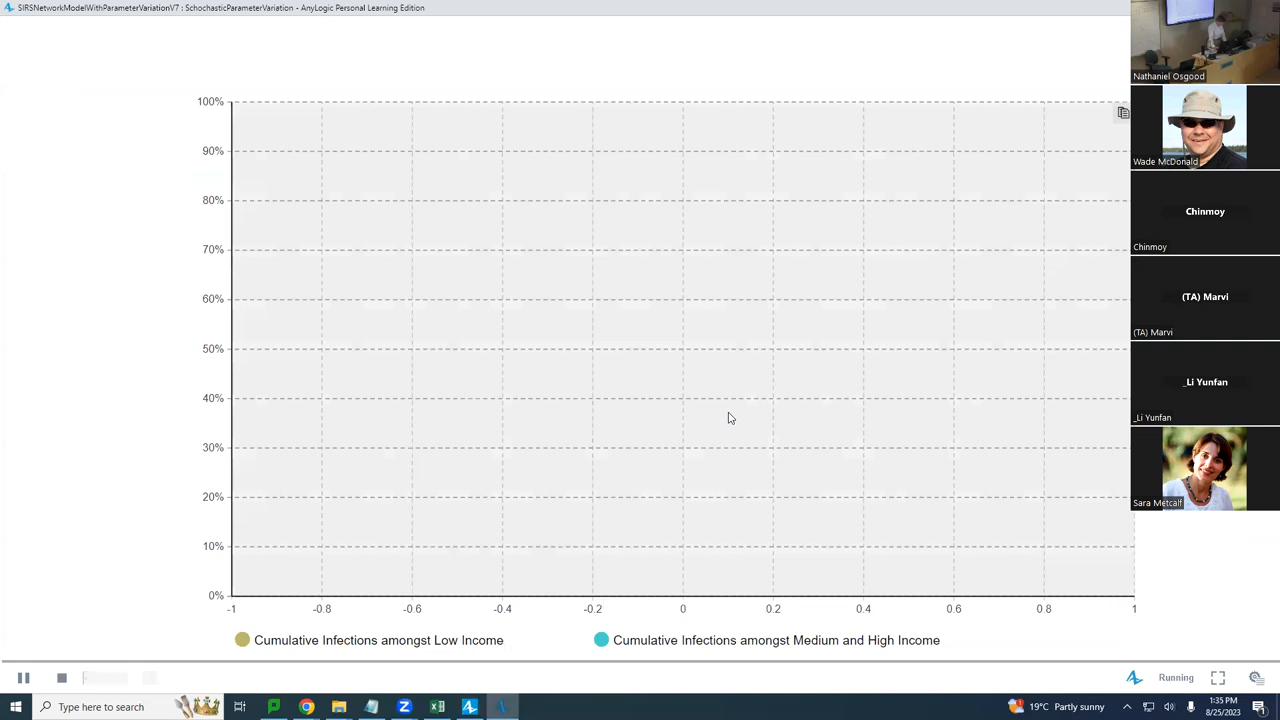 SIRSNetworkModelWithParameterVariationV7 : SchochasticParameterVariation - AnyLogic Personal Learning Edition
Nathaniel Osgood
Wade McDonald
Chinmoy
Chinmoy
(TA) Marvi
(TA) Marvi
_Li Yunfan
_Li Yunfan
Sara Metcalf
100%
90%
80%
70%
60%
50%
40%
30%
20%
10%
0%
-1 -0.8 -0.6 -0.4 -0.2 0 0.2 0.4 0.6 0.8 1
Cumulative Infections amongst Low Income Cumulative Infections amongst Medium and High Income
Running
Type here to search 19°C Partly sunny 1:35 PM
8/25/2023